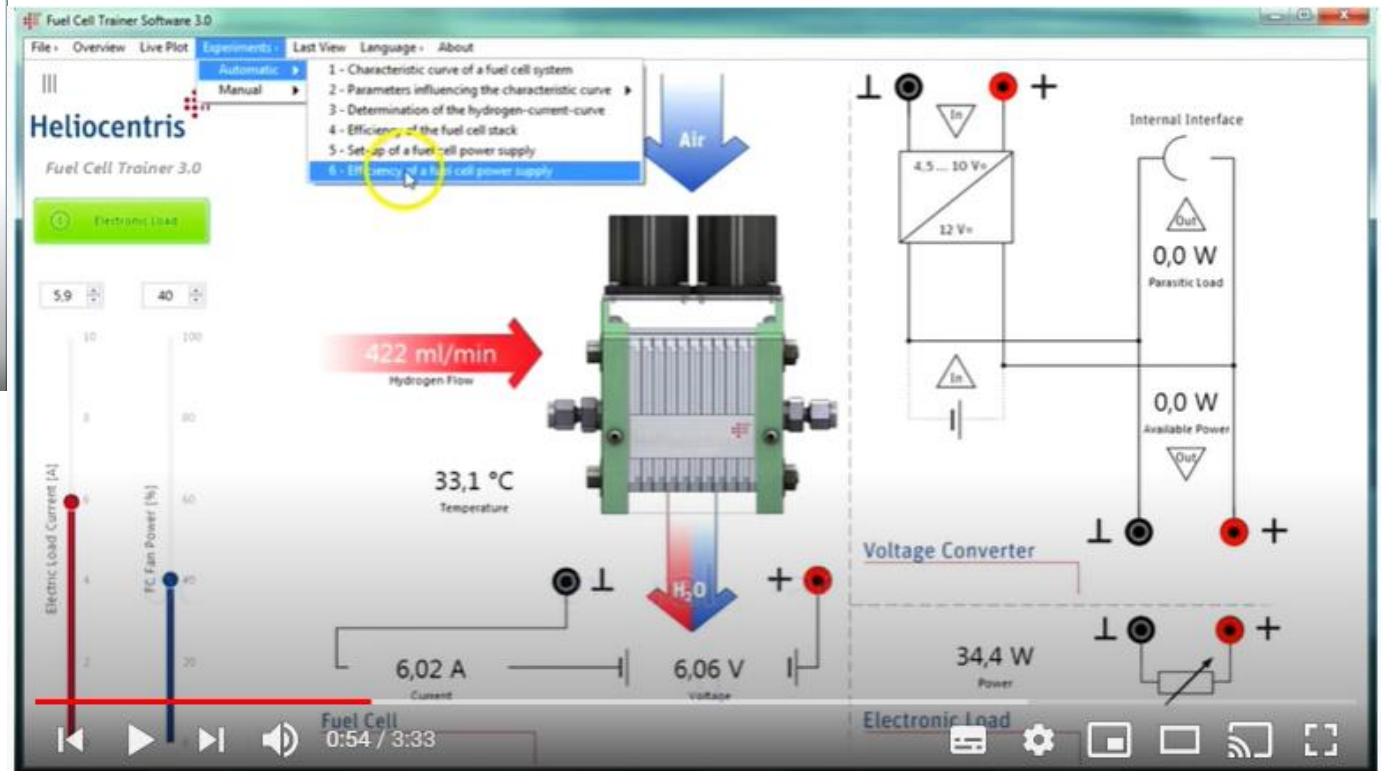 Fuel Cell Trainer Software 3.0
File Overview Live Plot Experiments Last View Language About
Automatic
Manual
1 - Characteristic curve of a fuel cell system
2 - Parameters influencing the characteristic curve
3 - Determination of the hydrogen-current-curve
4 - Efficiency of the fuel cell stack
5 - Set-up of a fuel cell power supply
6 - Efficiency of a fuel cell power supply
Heliocentris
Fuel Cell Trainer 3.0
Electronic Load
5,9
40
10
100
8
80
6
60
4
40
2
20
Electric Load Current [A]
FC Fan Power [%]
Air
422 ml/min
Hydrogen Flow
33,1 °C
Temperature
H₂O
⊥
+
6,02 A
Current
6,06 V
Voltage
Fuel Cell
⊥
+
In
4,5 ... 10 V=
12 V=
In
Internal Interface
Out
0,0 W
Parasitic Load
0,0 W
Available Power
Out
⊥
+
Voltage Converter
⊥
+
34,4 W
Power
Electronic Load
0:54 / 3:33